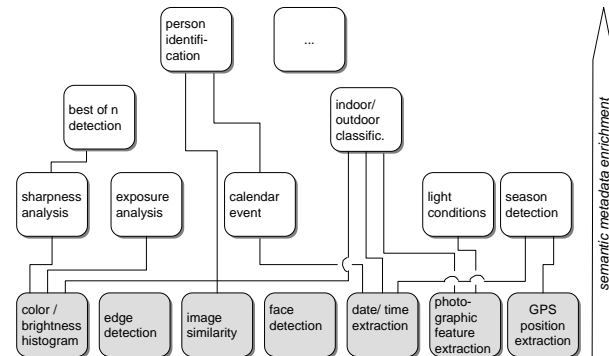 person
identifi-
cation
...
best of n
detection
indoor/
outdoor
classific.
sharpness
analysis
exposure
analysis
calendar
event
light
conditions
season
detection
color /
brightness
histogram
edge
detection
image
similarity
face
detection
date/ time
extraction
photo-
graphic
feature
extraction
GPS
position
extraction
semantic metadata enrichment